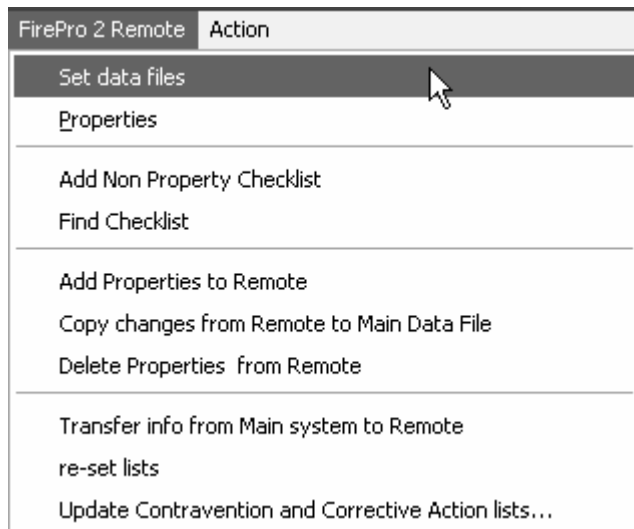 FirePro 2 Remote Action
Set data files
Properties
Add Non Property Checklist
Find Checklist
Add Properties to Remote
Copy changes from Remote to Main Data File
Delete Properties  from Remote
Transfer info from Main system to Remote
re-set lists
Update Contravention and Corrective Action lists...